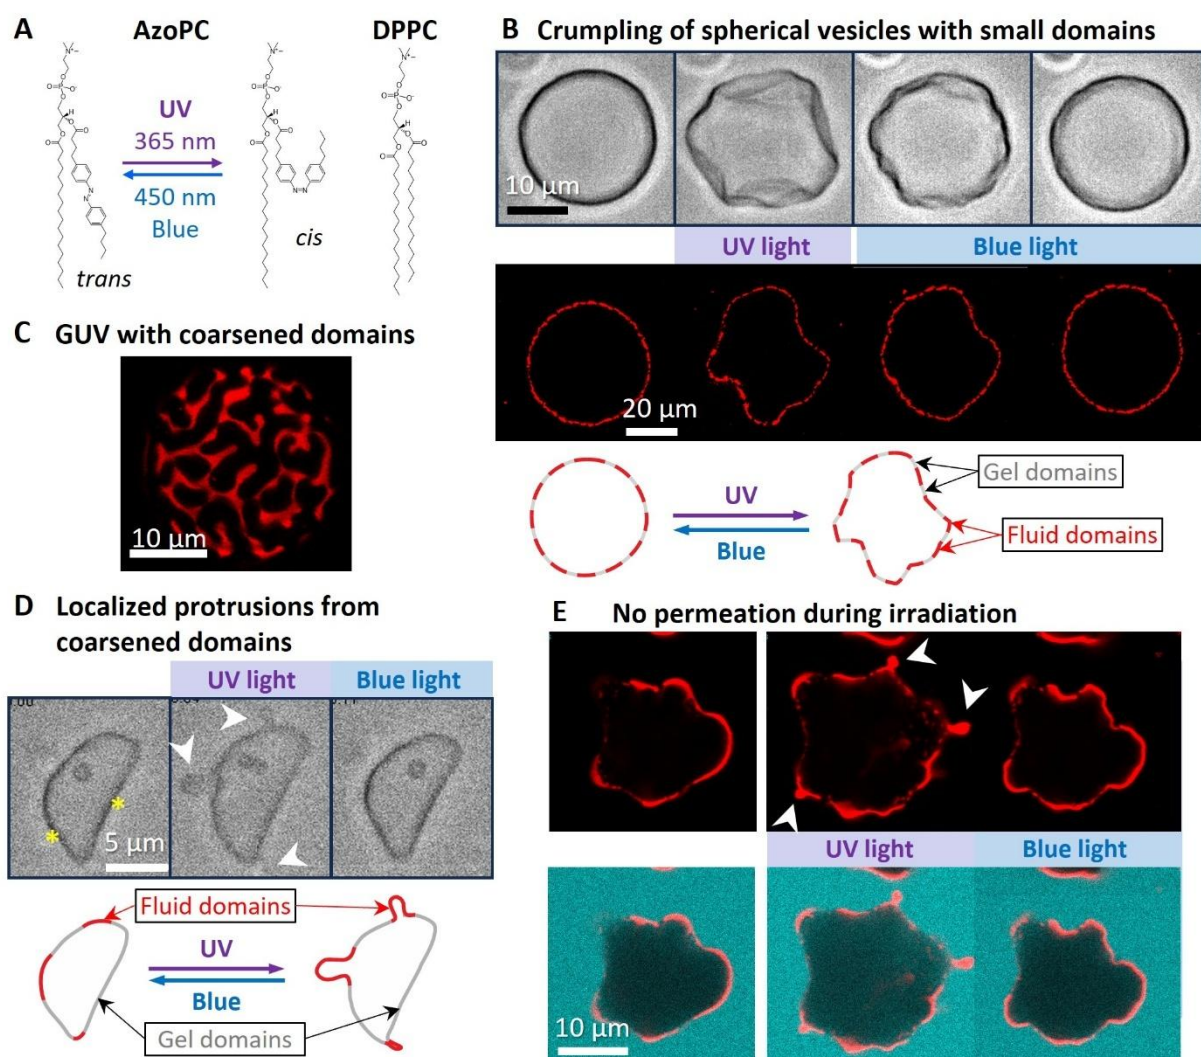 A
AzoPC
DPPC
UV
365 nm
450 nm
Blue
trans
cis
B Crumpling of spherical vesicles with small domains
10 µm
UV light
Blue light
20 µm
UV
Blue
Gel domains
Fluid domains
C GUV with coarsened domains
10 µm
D Localized protrusions from
coarsened domains
UV light
Blue light
5 µm
Fluid domains
UV
Blue
Gel domains
E No permeation during irradiation
UV light
Blue light
10 µm